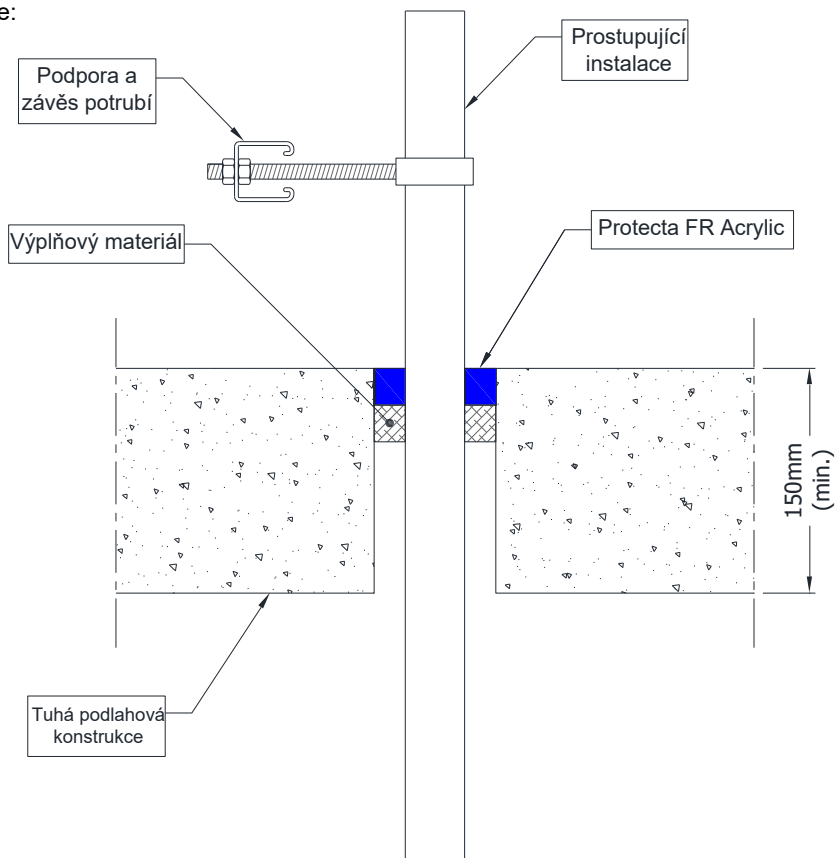 e:
Prostupující
instalace
Podpora a
závěs potrubí
Protecta FR Acrylic
Výplňový materiál
150mm
(min.)
Tuhá podlahová
konstrukce